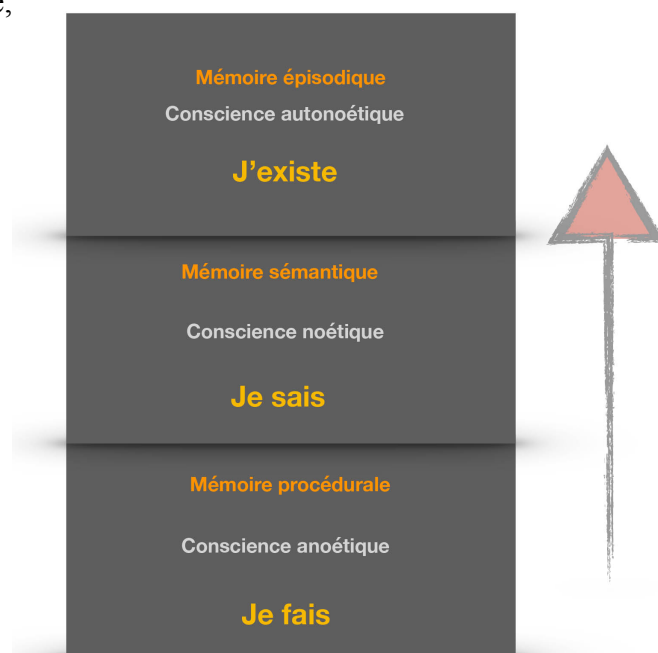 Mémoire épisodique
Conscience autonoétique
J’existe
Mémoire sémantique
Conscience noétique
Je sais
Mémoire procédurale
Conscience anoétique
Je fais